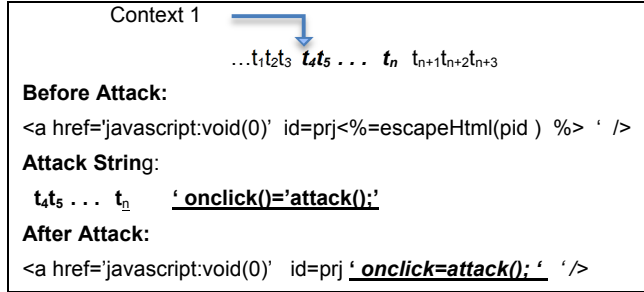 Context 1
…t1t2t3 t4t5 . . . tn tn+1tn+2tn+3
Before Attack:
<a href='javascript:void(0)’ id=prj<%=escapeHtml(pid ) %> ‘ />
Attack String:
t4t5 . . . tn ‘ onclick()=’attack();’
After Attack:
<a href=’javascript:void(0)’ id=prj ‘ onclick=attack(); ‘ ‘ />